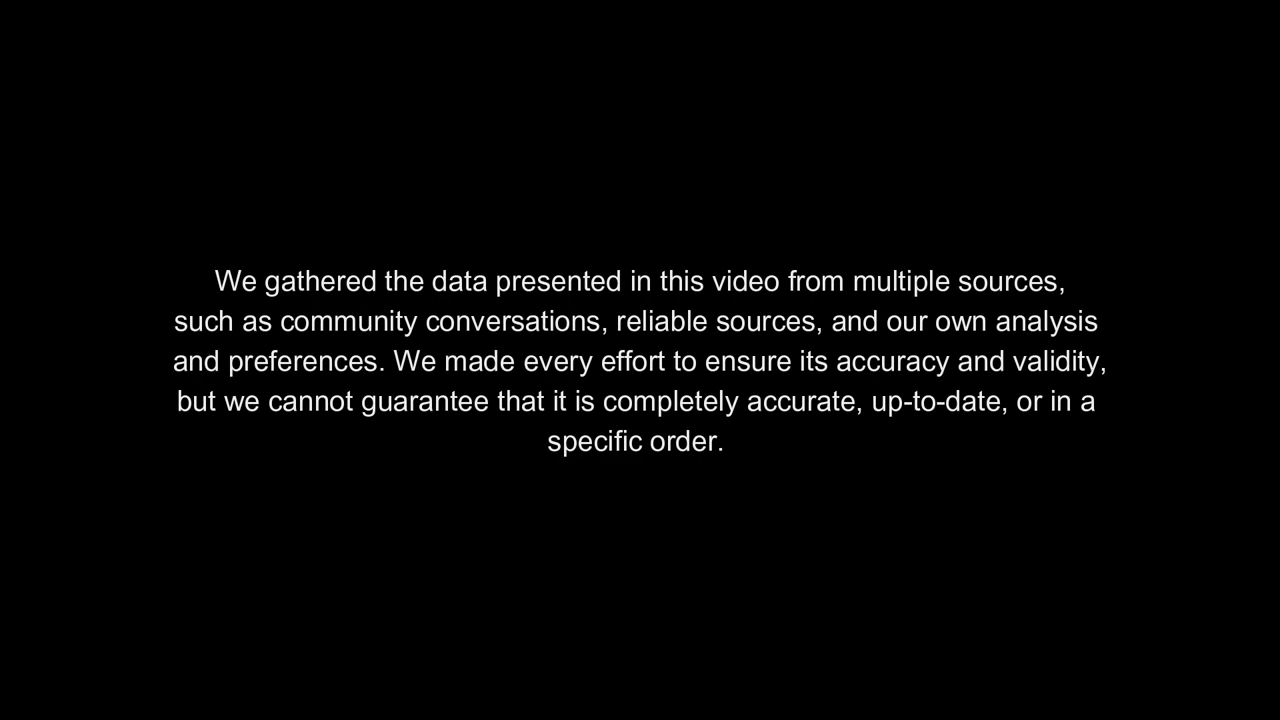 We gathered the data presented in this video from multiple sources,
such as community conversations, reliable sources, and our own analysis
and preferences. We made every effort to ensure its accuracy and validity,
but we cannot guarantee that it is completely accurate, up-to-date, or in a
specific order.